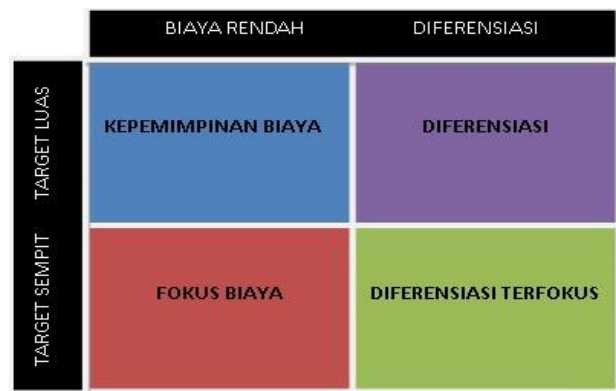 BIAYA RENDAH
DIFERENSIASI
TARGET LUAS
KEPEMIMPINAN BIAYA
DIFERENSIASI
TARGET SEMPIT
FOKUS BIAYA
DIFERENSIASI TERFOKUS